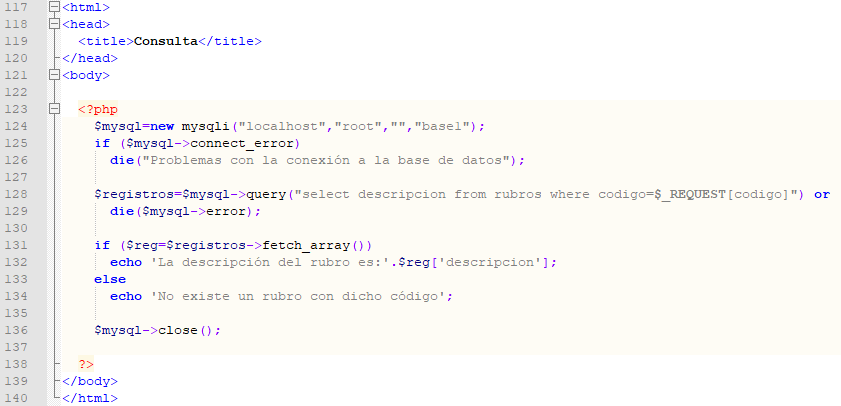 117 <html>
118 <head>
119   <title>Consulta</title>
120 </head>
121 <body>
122
123   <?php
124     $mysql=new mysqli("localhost","root","","base1");
125     if ($mysql->connect_error)
126       die("Problemas con la conexión a la base de datos");
127
128     $registros=$mysql->query("select descripcion from rubros where codigo=$_REQUEST[codigo]") or
129       die($mysql->error);
130
131     if ($reg=$registros->fetch_array())
132       echo 'La descripción del rubro es:'.$reg['descripcion'];
133     else
134       echo 'No existe un rubro con dicho código';
135
136     $mysql->close();
137
138   ?>
139 </body>
140 </html>